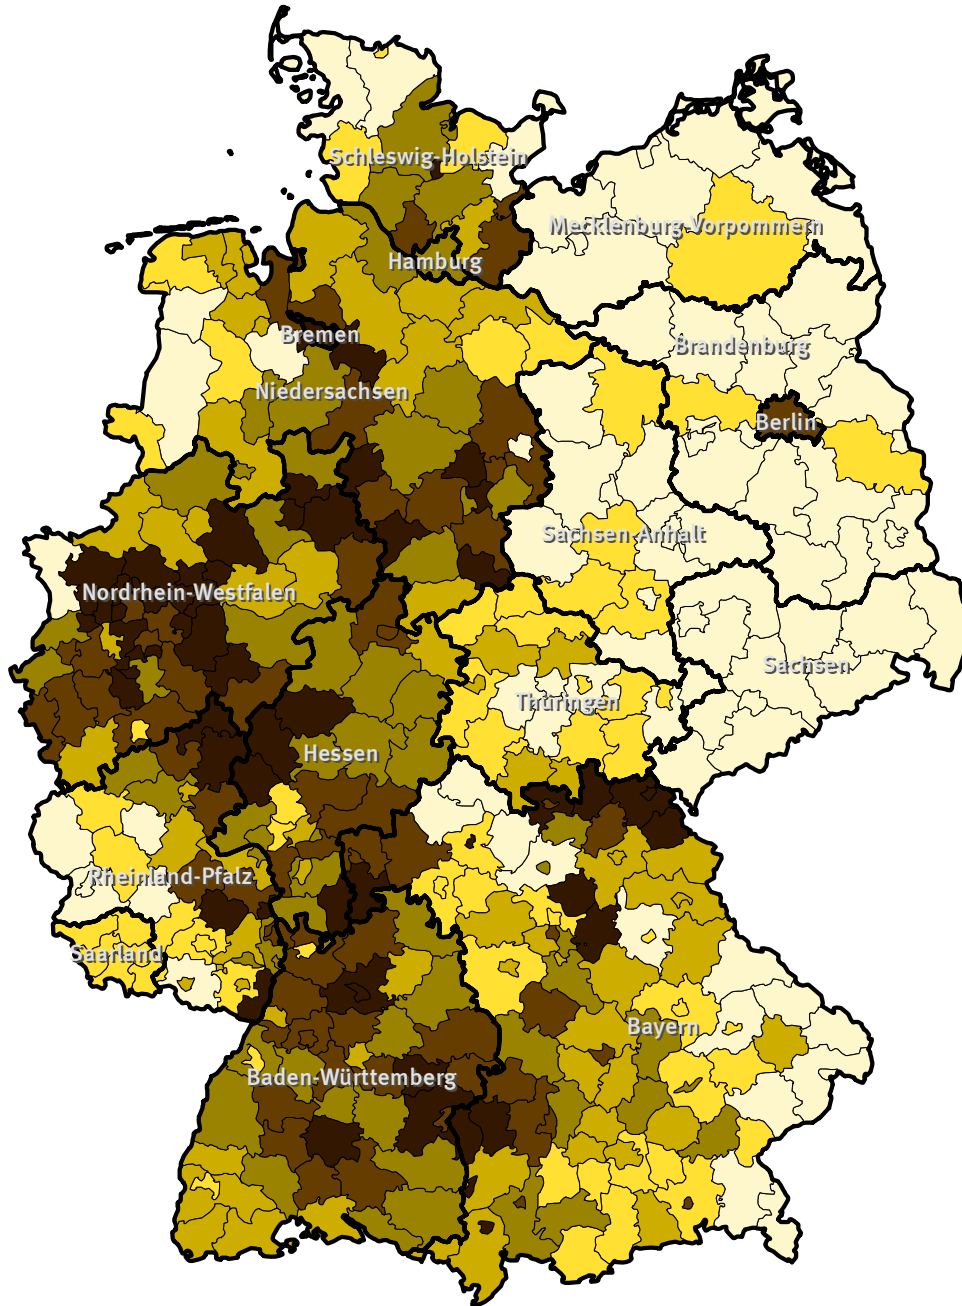 Schleswig-Holstein
Mecklenburg-Vorpommern
Hamburg
Bremen
Brandenburg
Niedersachsen
Berlin
Sachsen-Anhalt
Nordrhein-Westfalen
Sachsen
Thüringen
Hessen
Rheinland-Pfalz
Saarland
Bayern
Baden-Württemberg